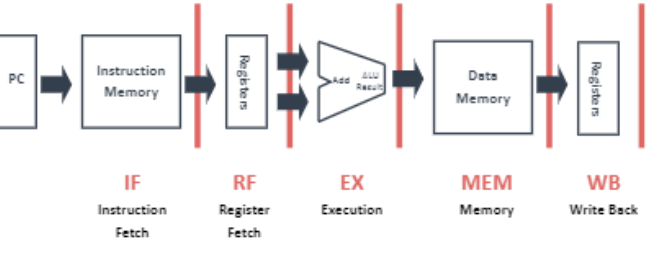 PC
Instruction
Memory
Registers
Add
ALU
Result
Data
Memory
Registers
IF
RF
EX
MEM
WB
Instruction
Fetch
Register
Fetch
Execution
Memory
Write Back